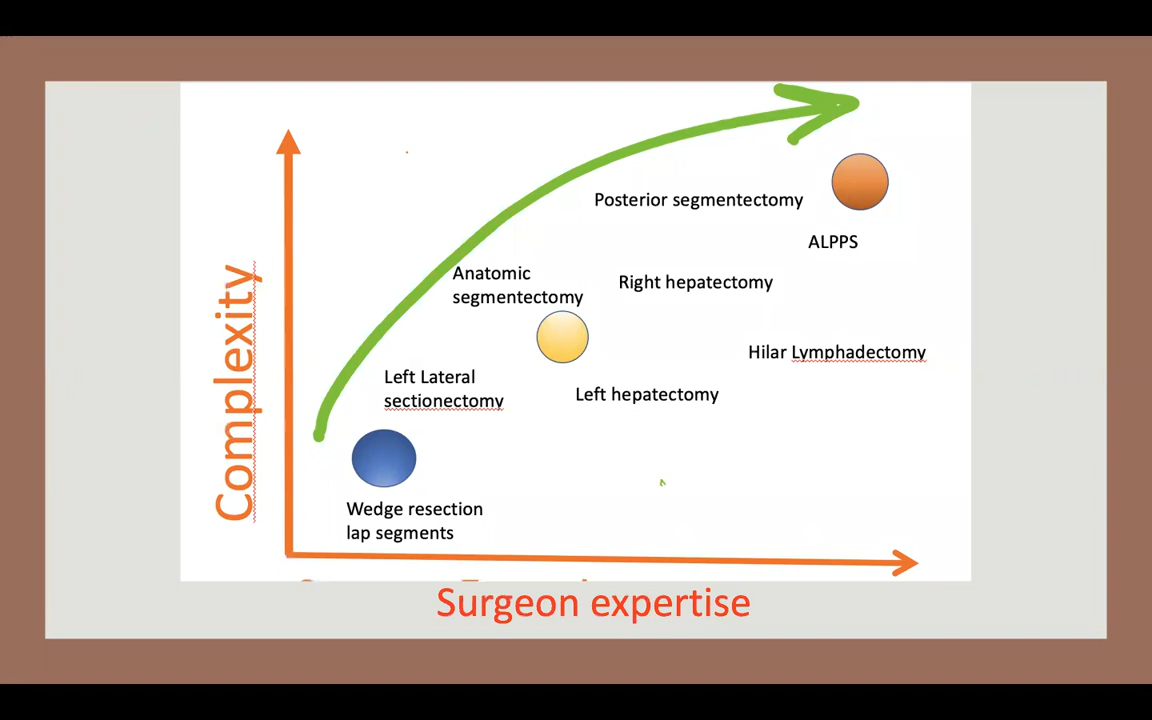 Complexity
Posterior segmentectomy
ALPPS
Anatomic
segmentectomy
Right hepatectomy
Hilar Lymphadectomy
Left Lateral
sectionectomy
Left hepatectomy
Wedge resection
lap segments
Surgeon expertise